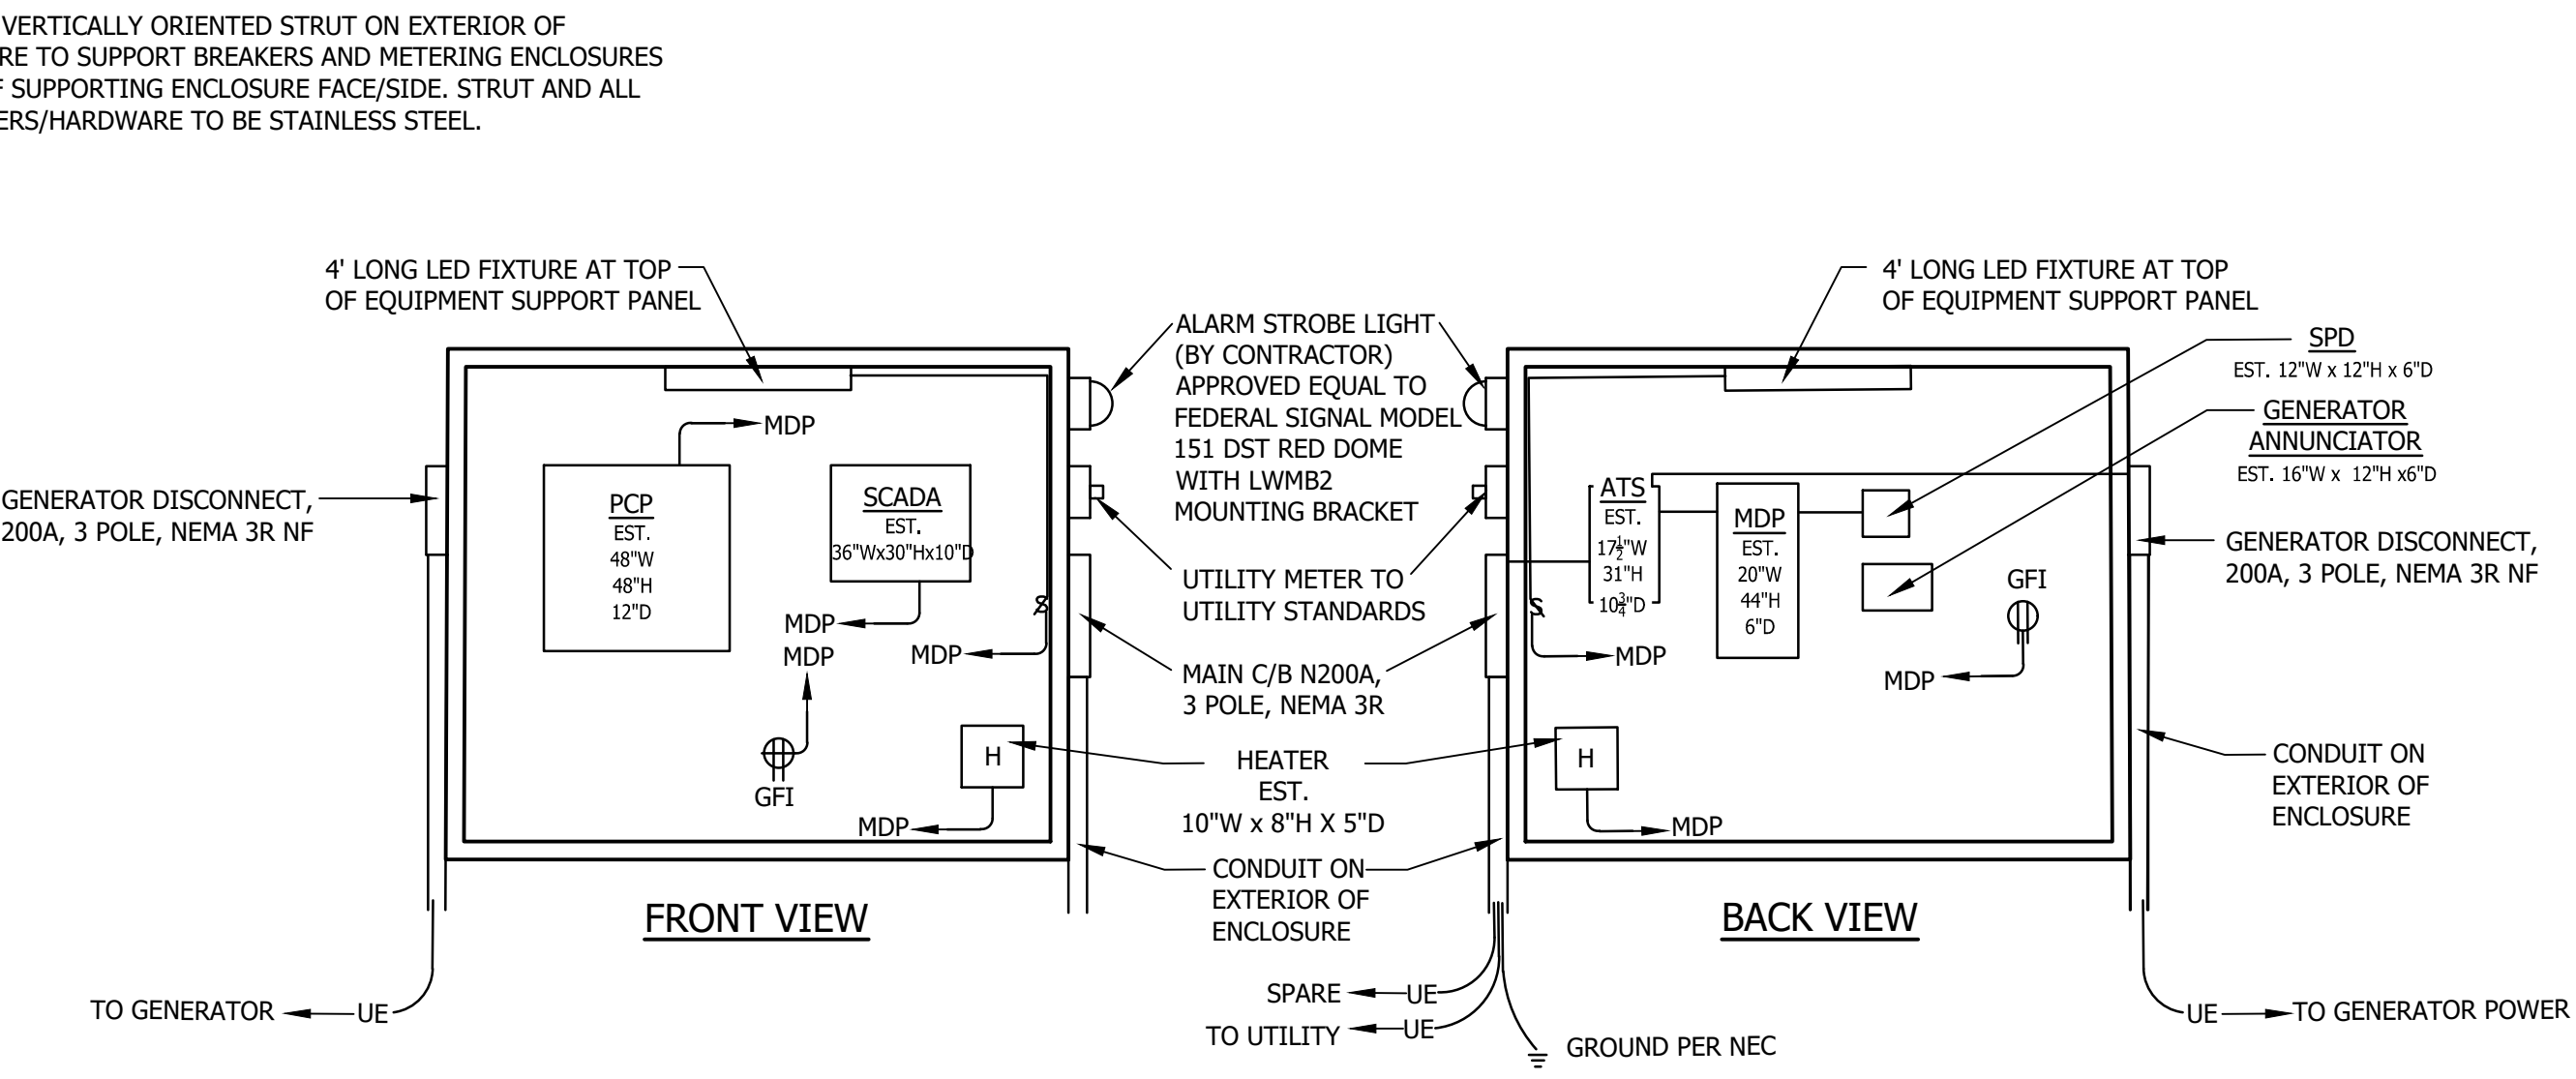 VERTICALLY ORIENTED STRUT ON EXTERIOR OF
RE TO SUPPORT BREAKERS AND METERING ENCLOSURES
F SUPPORTING ENCLOSURE FACE/SIDE. STRUT AND ALL
ERS/HARDWARE TO BE STAINLESS STEEL.
4' LONG LED FIXTURE AT TOP
OF EQUIPMENT SUPPORT PANEL
GENERATOR DISCONNECT,
200A, 3 POLE, NEMA 3R NF
MDP
PCP
EST.
48"W
48"H
12"D
SCADA
EST.
36"Wx30"Hx10"D
MDP
MDP
MDP
S
GFI
H
MDP
FRONT VIEW
TO GENERATOR
UE
ALARM STROBE LIGHT
(BY CONTRACTOR)
APPROVED EQUAL TO
FEDERAL SIGNAL MODEL
151 DST RED DOME
WITH LWMB2
MOUNTING BRACKET
UTILITY METER TO
UTILITY STANDARDS
MAIN C/B N200A,
3 POLE, NEMA 3R
HEATER
EST.
10"W x 8"H X 5"D
CONDUIT ON
EXTERIOR OF
ENCLOSURE
SPARE
UE
TO UTILITY
UE
GROUND PER NEC
4' LONG LED FIXTURE AT TOP
OF EQUIPMENT SUPPORT PANEL
SPD
EST. 12"W x 12"H x 6"D
GENERATOR
ANNUNCIATOR
EST. 16"W x 12"H x6"D
ATS
EST.
17½"W
31"H
10¾"D
MDP
EST.
20"W
44"H
6"D
S
MDP
GFI
MDP
H
MDP
GENERATOR DISCONNECT,
200A, 3 POLE, NEMA 3R NF
CONDUIT ON
EXTERIOR OF
ENCLOSURE
BACK VIEW
UE
TO GENERATOR POWER